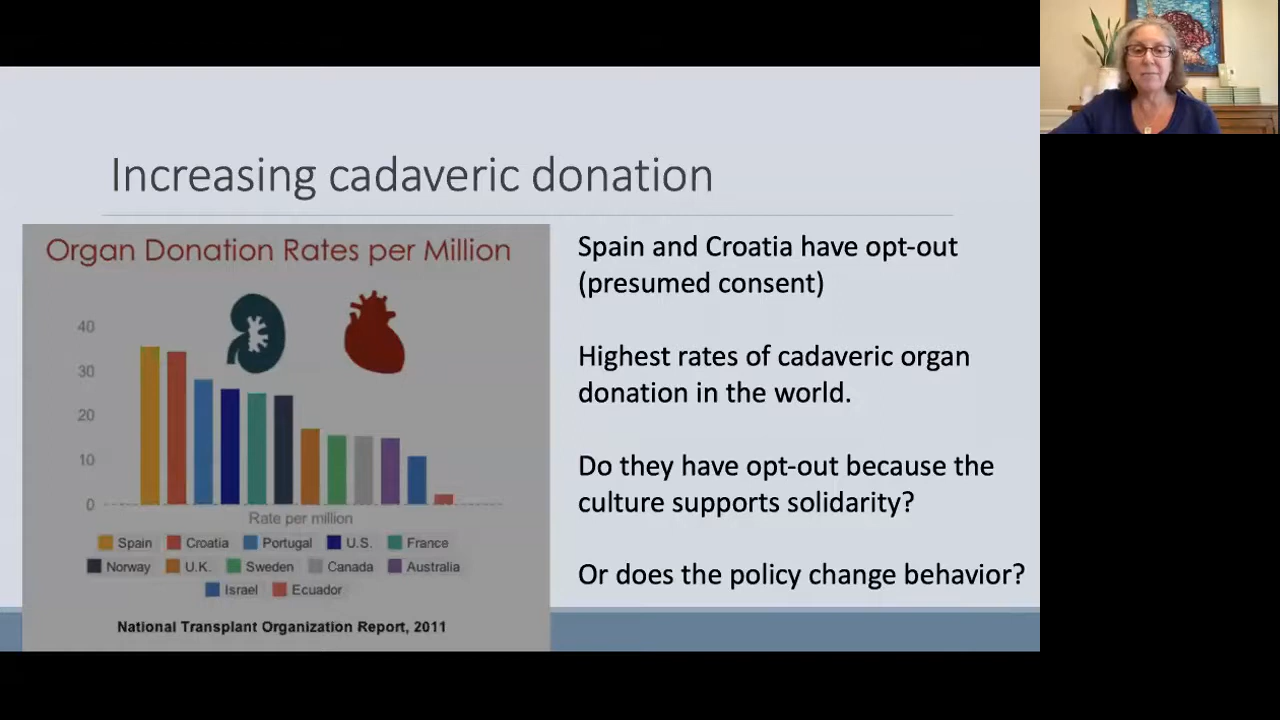 Increasing cadaveric donation
Organ Donation Rates per Million
40
30
20
10
0
Rate per million
Spain Croatia Portugal U.S. France
Norway U.K. Sweden Canada Australia
Israel Ecuador
National Transplant Organization Report, 2011
Spain and Croatia have opt-out
(presumed consent)
Highest rates of cadaveric organ
donation in the world.
Do they have opt-out because the
culture supports solidarity?
Or does the policy change behavior?